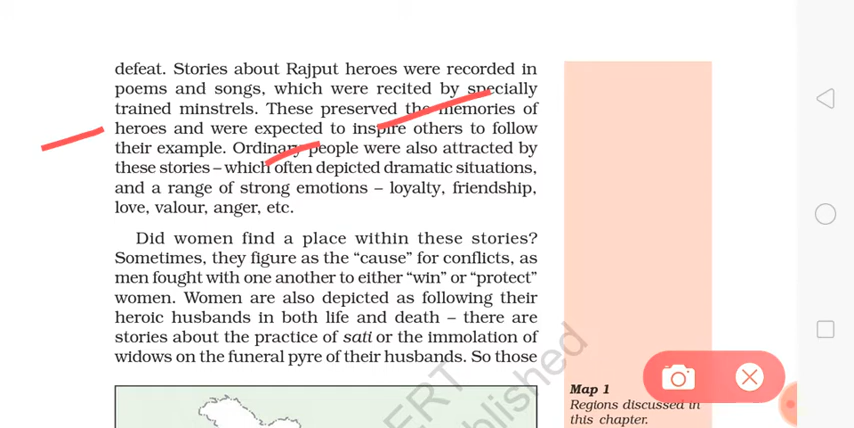 defeat. Stories about Rajput heroes were recorded in
poems and songs, which were recited by specially
trained minstrels. These preserved the memories of
heroes and were expected to inspire others to follow
their example. Ordinary people were also attracted by
these stories – which often depicted dramatic situations,
and a range of strong emotions – loyalty, friendship,
love, valour, anger, etc.
Did women find a place within these stories?
Sometimes, they figure as the “cause” for conflicts, as
men fought with one another to either “win” or “protect”
women. Women are also depicted as following their
heroic husbands in both life and death – there are
stories about the practice of sati or the immolation of
widows on the funeral pyre of their husbands. So those
Map 1
Regions discussed in
this chapter.